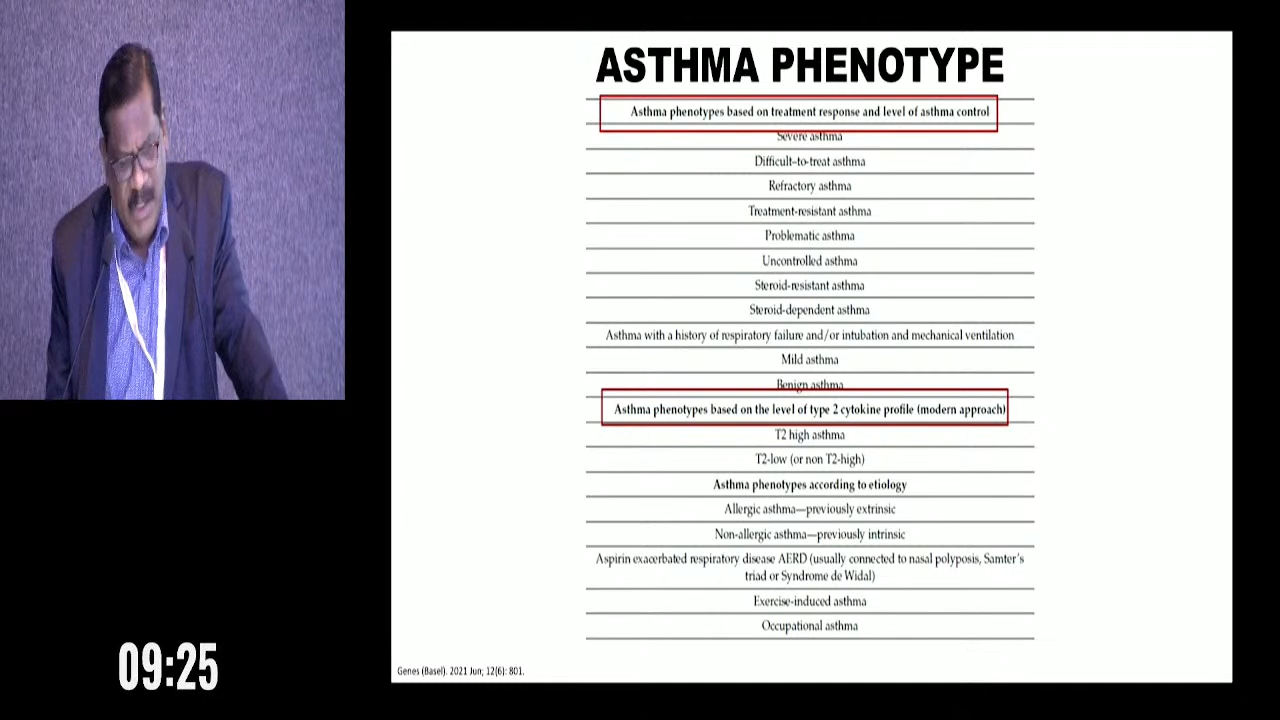 ASTHMA PHENOTYPE
Asthma phenotypes based on treatment response and level of asthma control
Severe asthma
Difficult-to-treat asthma
Refractory asthma
Treatment-resistant asthma
Problematic asthma
Uncontrolled asthma
Steroid-resistant asthma
Steroid-dependent asthma
Asthma with a history of respiratory failure and/or intubation and mechanical ventilation
Mild asthma
Benign asthma
Asthma phenotypes based on the level of type 2 cytokine profile (modern approach)
T2 high asthma
T2-low (or non T2-high)
Asthma phenotypes according to etiology
Allergic asthma—previously extrinsic
Non-allergic asthma—previously intrinsic
Aspirin exacerbated respiratory disease AERD (usually connected to nasal polyposis, Samter's
triad or Syndrome de Widal)
Exercise-induced asthma
Occupational asthma
Genes (Basel). 2021 Jun; 12(6): 801.
09:25